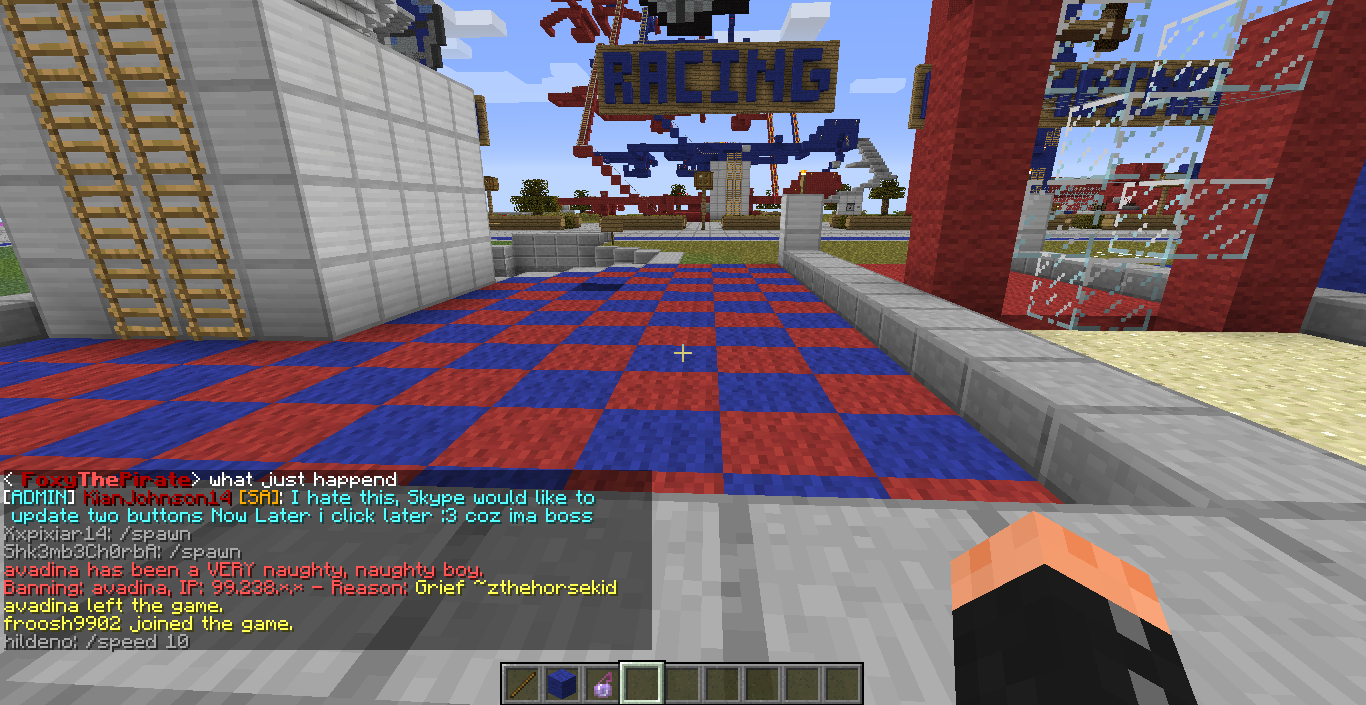 RACING
< FoxyThePirate> what just happend
[ADMIN] KianJohnson14 [SA]: I hate this, Skype would like to
update two buttons Now Later i click later :3 coz ima boss
Xxpixiar14: /spawn
Shk3mb3Ch0rbA: /spawn
avadina has been a VERY naughty, naughty boy.
Banning: avadina, IP: 99.238.*.* - Reason: Grief ~zthehorsekid
avadina left the game.
froosh9902 joined the game.
hildeno: /speed 10